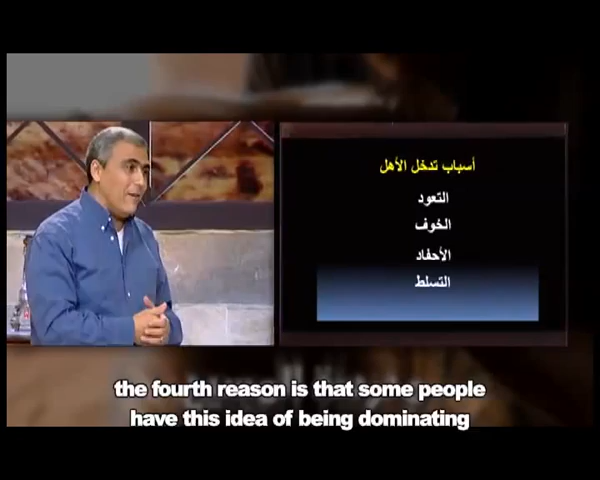 أسباب تدخل الأهل
التعود
الخوف
الأحفاد
التسلط
the fourth reason is that some people
have this idea of being dominating